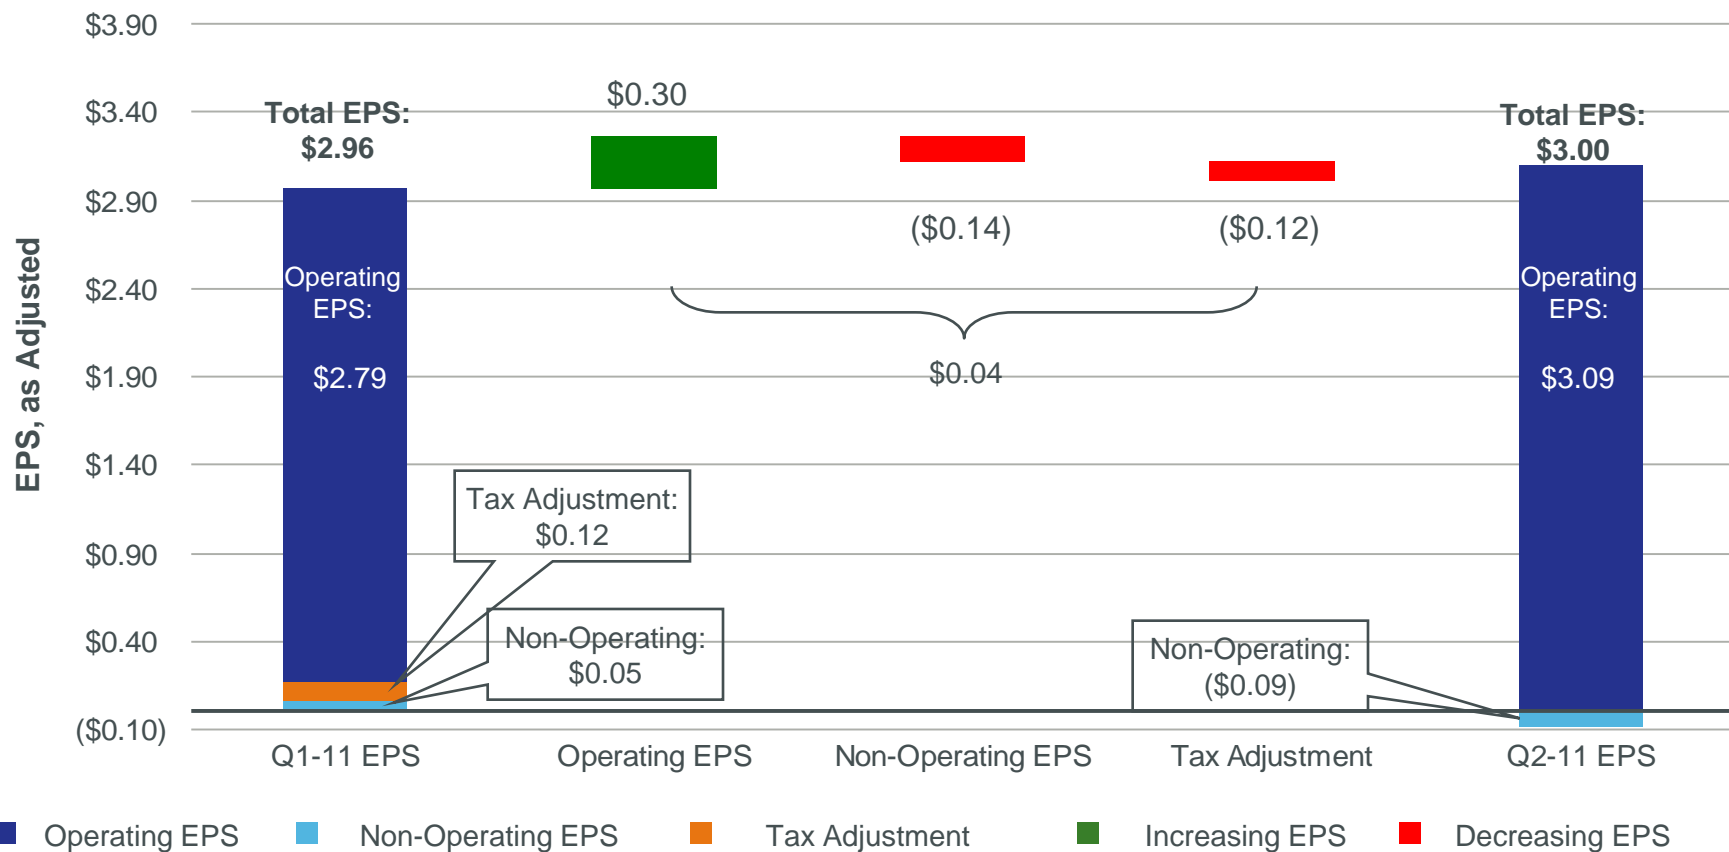 $3.90
$3.40
$2.90
$2.40
$1.90
$1.40
$0.90
$0.40
($0.10)
EPS, as Adjusted
Total EPS:
$2.96
$0.30
Total EPS:
$3.00
($0.14)
($0.12)
Operating
EPS:
$2.79
$0.04
Operating
EPS:
$3.09
Tax Adjustment:
$0.12
Non-Operating:
$0.05
Non-Operating:
($0.09)
Q1-11 EPS
Operating EPS
Non-Operating EPS
Tax Adjustment
Q2-11 EPS
Operating EPS
Non-Operating EPS
Tax Adjustment
Increasing EPS
Decreasing EPS